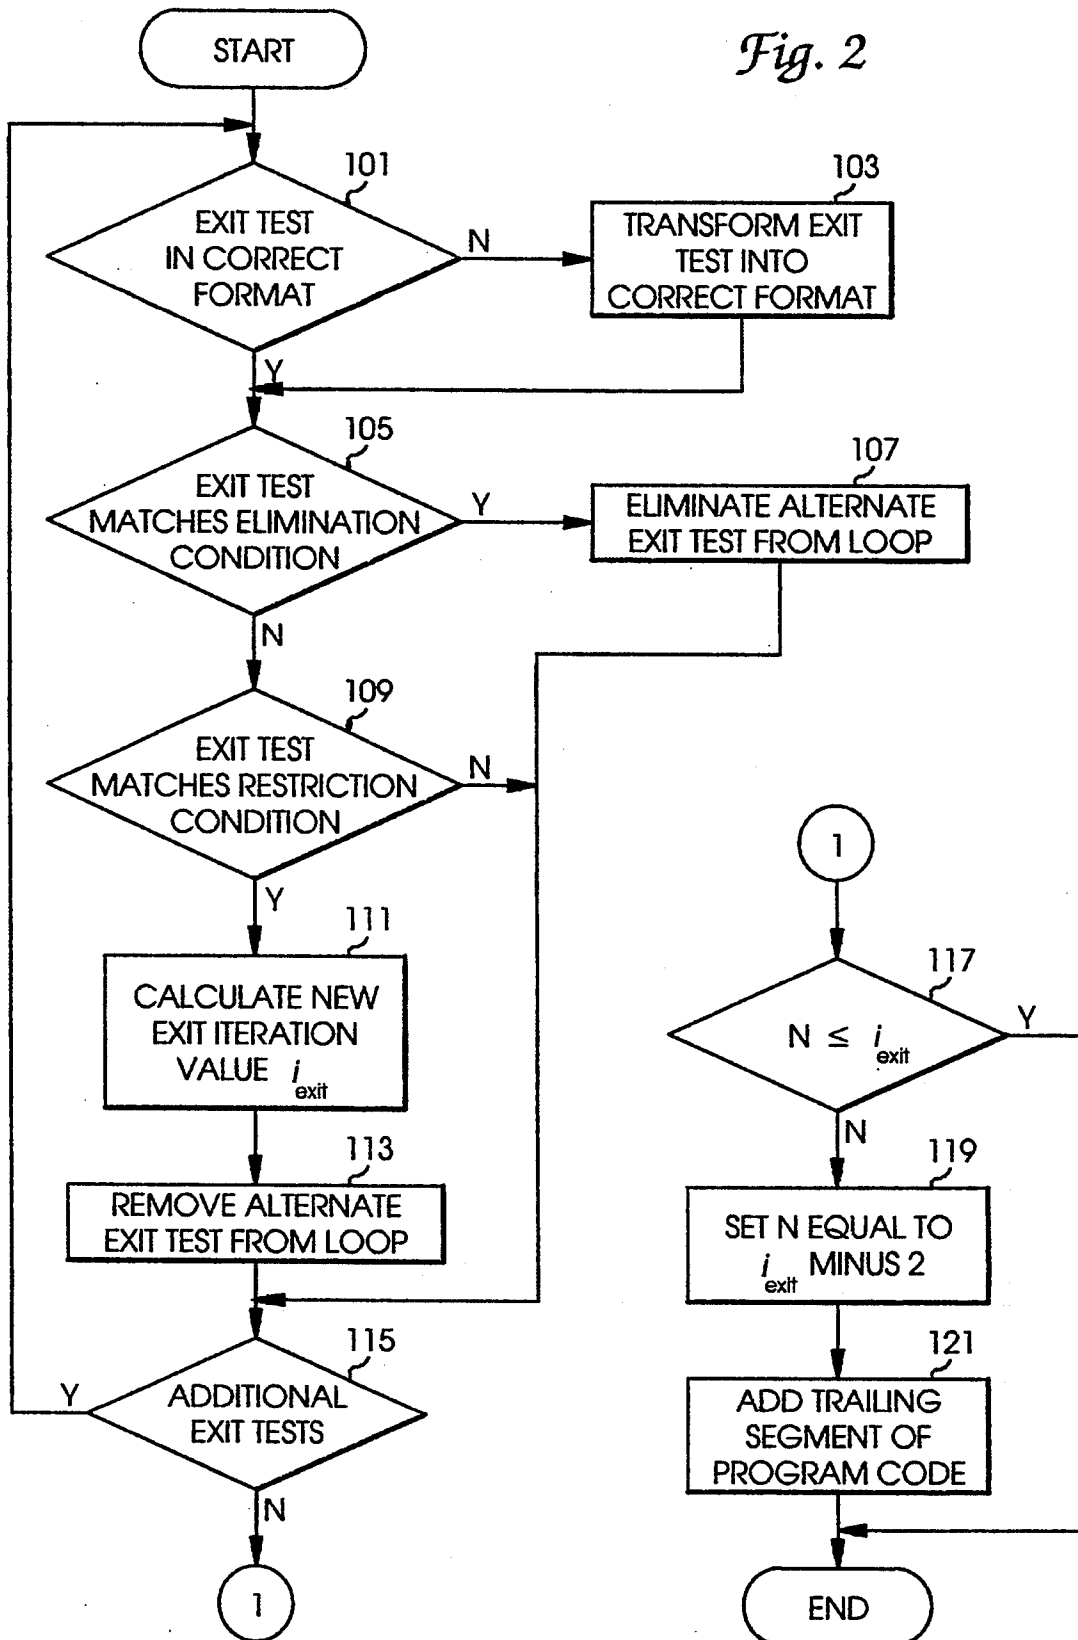 Fig. 2
START
101
EXIT TEST
IN CORRECT
FORMAT
N
Y
103
TRANSFORM EXIT
TEST INTO
CORRECT FORMAT
105
EXIT TEST
MATCHES ELIMINATION
CONDITION
Y
N
107
ELIMINATE ALTERNATE
EXIT TEST FROM LOOP
109
EXIT TEST
MATCHES RESTRICTION
CONDITION
N
Y
111
CALCULATE NEW
EXIT ITERATION
VALUE i exit
113
REMOVE ALTERNATE
EXIT TEST FROM LOOP
115
ADDITIONAL
EXIT TESTS
Y
N
1
1
117
N ≤ i exit
Y
N
119
SET N EQUAL TO
i exit MINUS 2
121
ADD TRAILING
SEGMENT OF
PROGRAM CODE
END